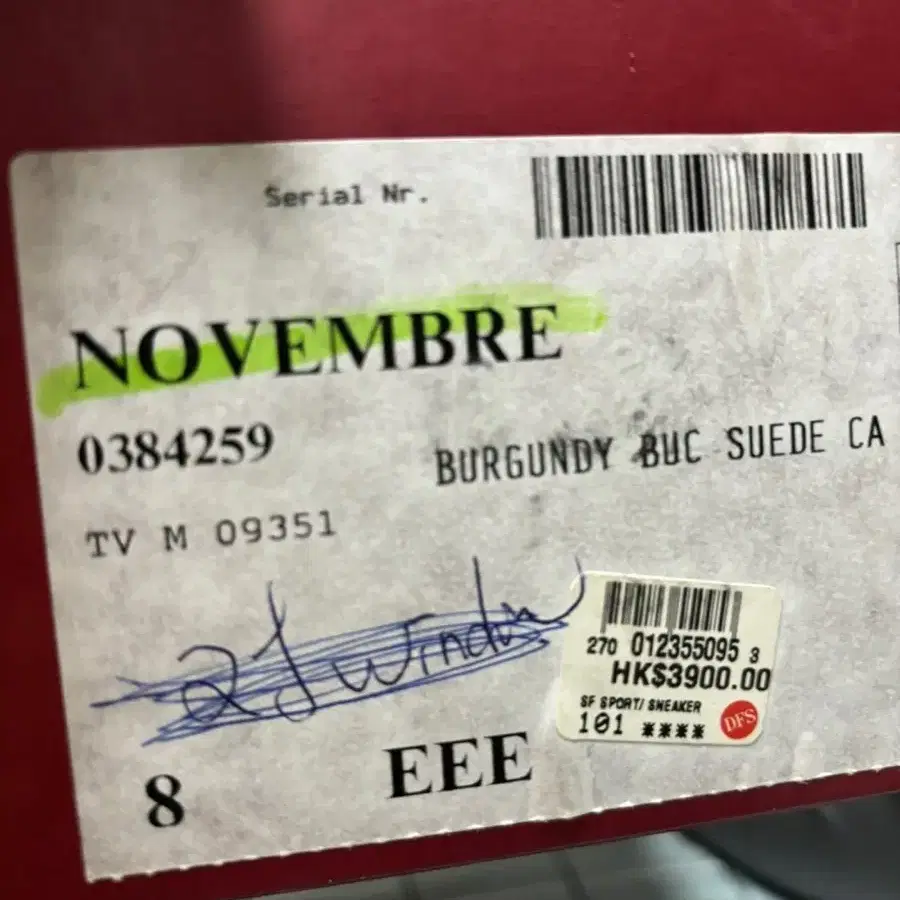 Serial Nr.
NOVEMBRE
0384259
BURGUNDY BUC SUEDE CA
TV M 09351
270 012355095 3
HK$3900.00
SF SPORT/ SNEAKER
101 ****
DFS
8 EEE